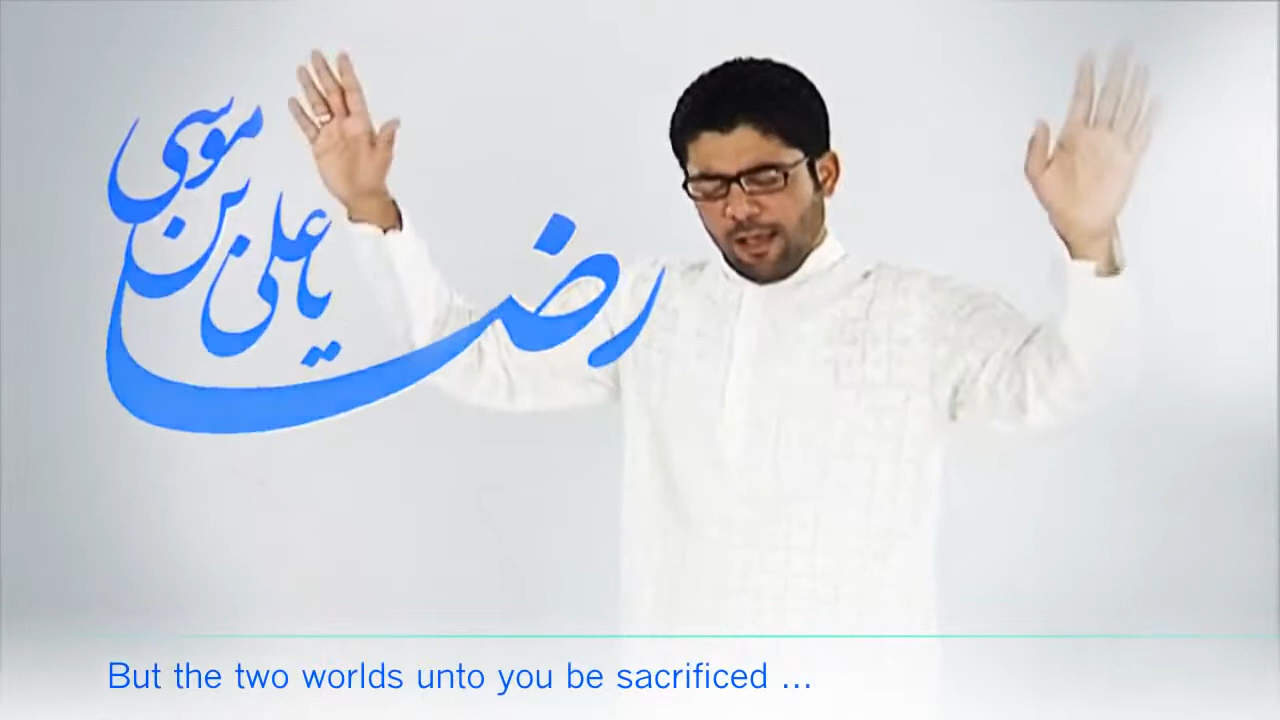 یا علی بن موسی
رضا
But the two worlds unto you be sacrificed ...